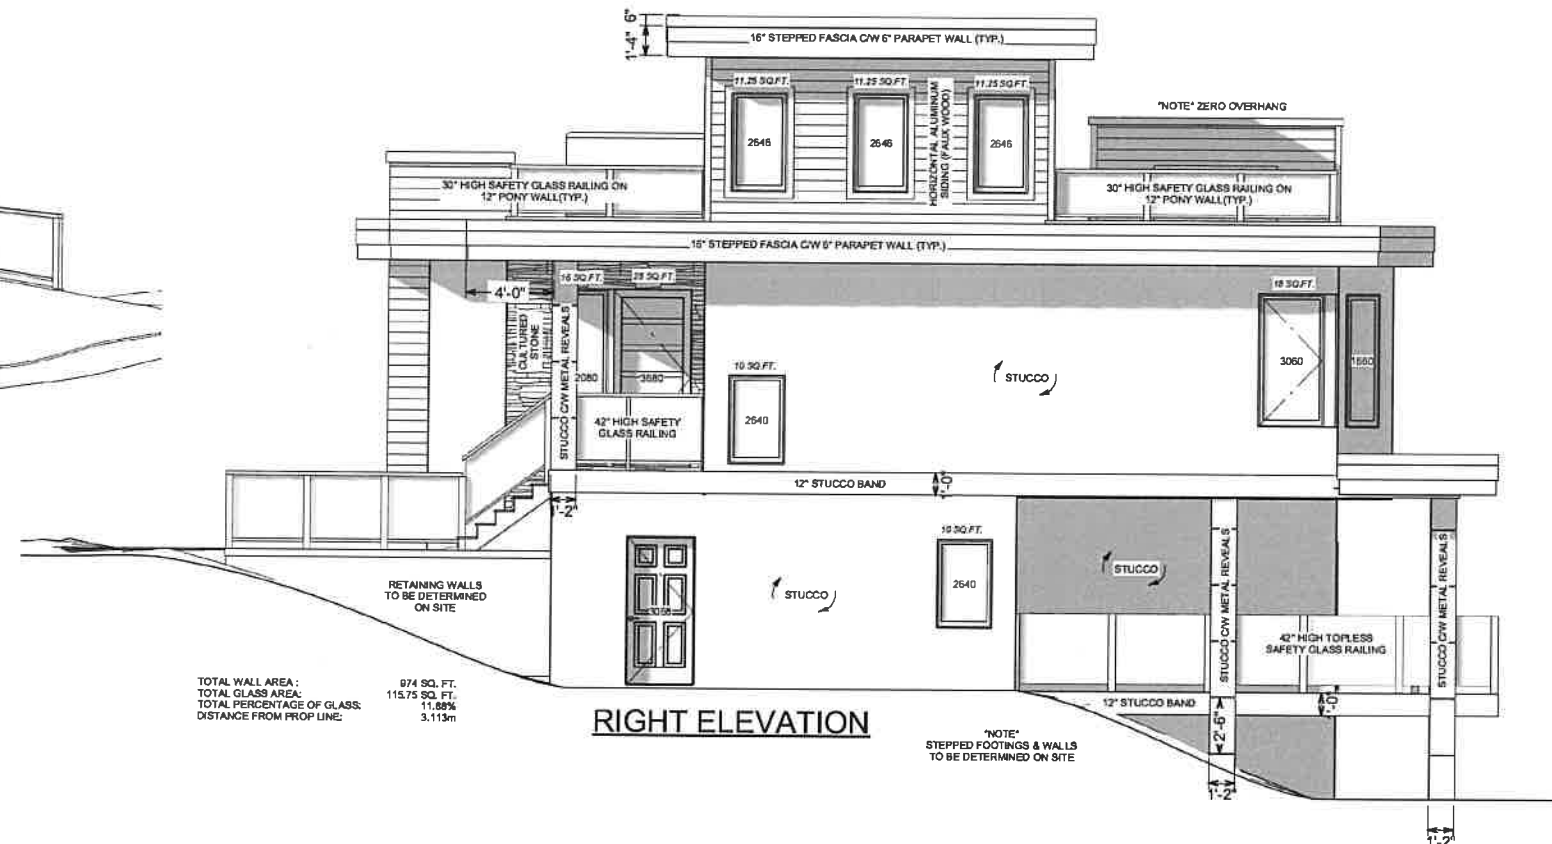 6"
1'-4"
16" STEPPED FASCIA C/W 6" PARAPET WALL (TYP.)
11.25 SQ.FT.
11.25 SQ.FT.
11.25 SQ.FT.
2646
2646
2646
HORIZONTAL ALUMINUM
SIDING (FAUX WOOD)
"NOTE" ZERO OVERHANG
30" HIGH SAFETY GLASS RAILING ON
12" PONY WALL(TYP.)
30" HIGH SAFETY GLASS RAILING ON
12" PONY WALL(TYP.)
16" STEPPED FASCIA C/W 6" PARAPET WALL (TYP.)
4'-0"
16 SQ.FT.
28 SQ.FT.
18 SQ.FT.
CULTURED
STONE
STUCCO C/W METAL REVEALS
2080
3680
10 SQ.FT.
2640
STUCCO
3060
1660
42" HIGH SAFETY
GLASS RAILING
12" STUCCO BAND
1'-0"
1'-2"
10 SQ.FT.
2640
3068
STUCCO
STUCCO
STUCCO C/W METAL REVEALS
STUCCO C/W METAL REVEALS
RETAINING WALLS
TO BE DETERMINED
ON SITE
42" HIGH TOPLESS
SAFETY GLASS RAILING
TOTAL WALL AREA: 974 SQ. FT.
TOTAL GLASS AREA: 115.75 SQ. FT.
TOTAL PERCENTAGE OF GLASS: 11.88%
DISTANCE FROM PROP LINE: 3.113m
RIGHT ELEVATION
12" STUCCO BAND
1'-0"
2'-6"
"NOTE"
STEPPED FOOTINGS & WALLS
TO BE DETERMINED ON SITE
1'-2"
1'-2"